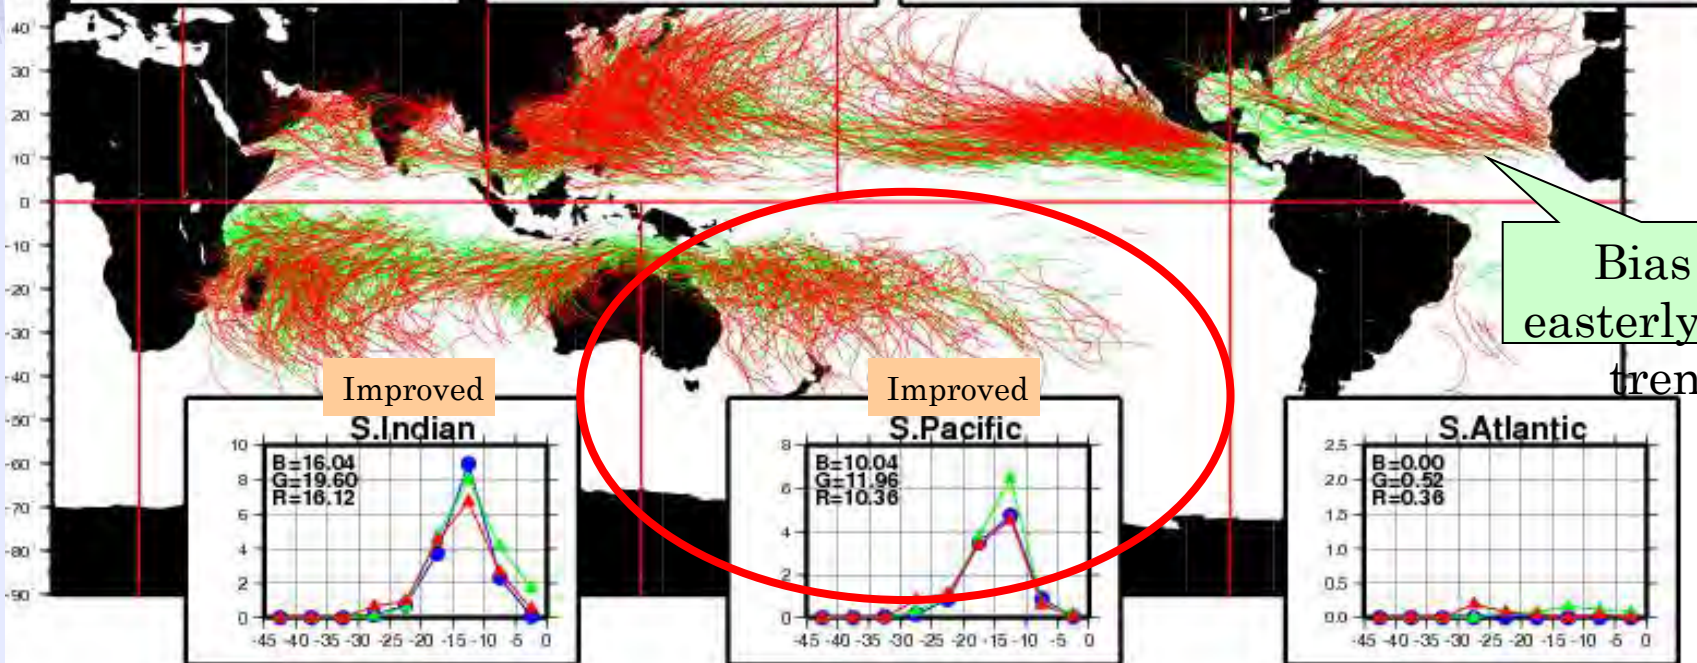 40
30
20
10
0
-10
-20
-30
-40
-50
-60
-70
-80
-90
Bias
easterly
tren
Improved
S.Indian
B=16.04
G=19.60
R=16.12
10
8
6
4
2
0
-45 -40 -35 -30 -25 -20 -15 -10 -5 0
Improved
S.Pacific
B=10.04
G=11.96
R=10.36
8
6
4
2
0
-45 -40 -35 -30 -25 -20 -15 -10 -5 0
S.Atlantic
B=0.00
G=0.52
R=0.36
2.5
2.0
1.5
1.0
0.5
0.0
-45 -40 -35 -30 -25 -20 -15 -10 -5 0